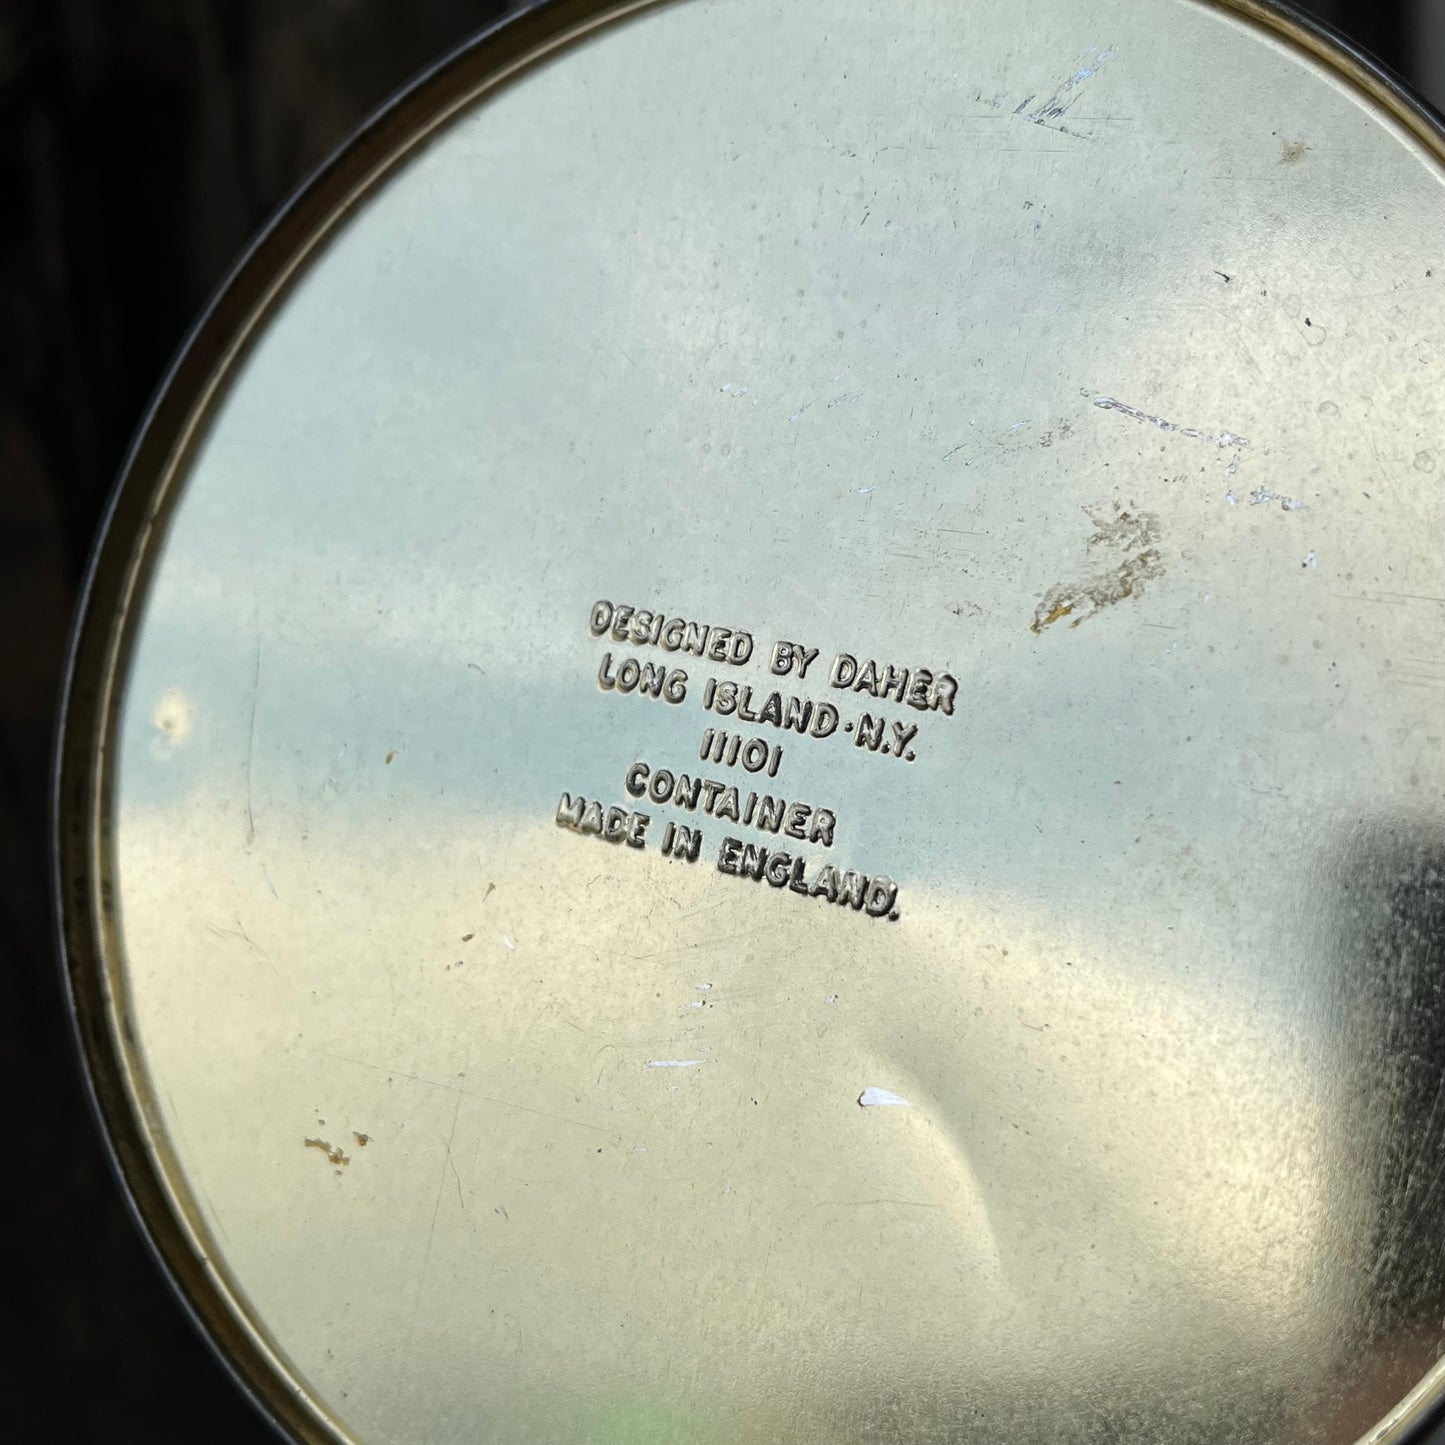 DESIGNED BY DAHER
LONG ISLAND·N.Y.
11101
CONTAINER
MADE IN ENGLAND.